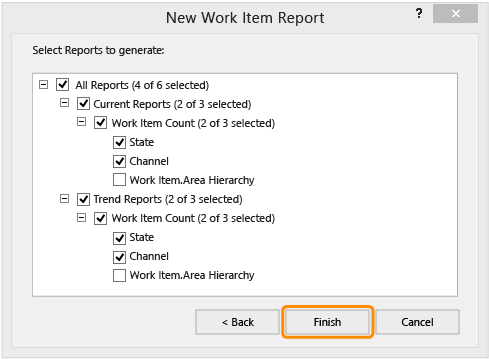 New Work Item Report
?
Select Reports to generate:
All Reports (4 of 6 selected)
Current Reports (2 of 3 selected)
Work Item Count (2 of 3 selected)
State
Channel
Work Item.Area Hierarchy
Trend Reports (2 of 3 selected)
Work Item Count (2 of 3 selected)
State
Channel
Work Item.Area Hierarchy
< Back Finish Cancel